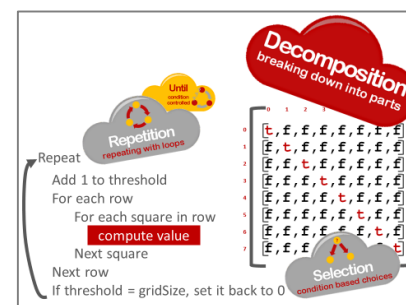 Decomposition
breaking down into parts
Until
condition
controlled
Repetition
repeating with loops
0 1 2 3
0 [t,f,f,f,f,f,f,f]
1 [f,t,f,f,f,f,f,f]
2 [f,f,t,f,f,f,f,f]
3 [f,f,f,t,f,f,f,f]
4 [f,f,f,f,t,f,f,f]
5 [f,f,f,f,f,t,f,f]
6 [f,f,f,f,f,f,t,f]
7 [f,f,f t]
Repeat
Add 1 to threshold
For each row
For each square in row
compute value
Next square
Next row
If threshold = gridSize, set it back to 0
Selection
condition based choices